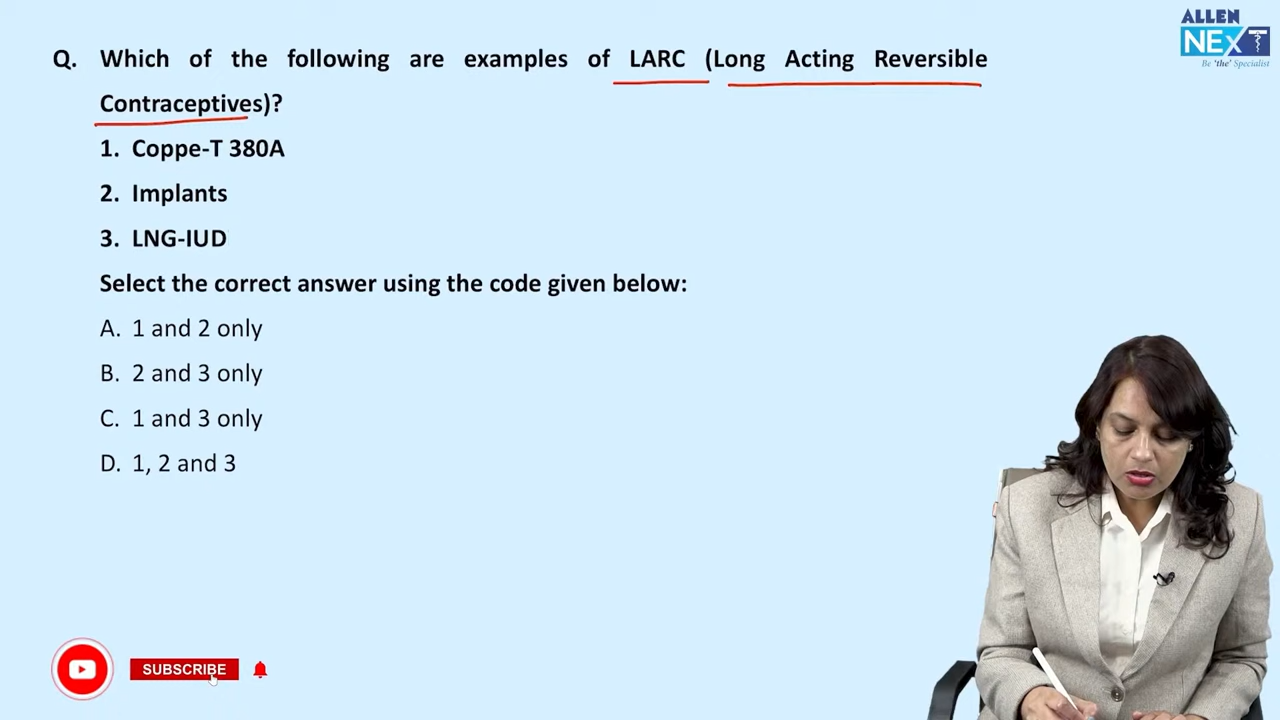 ALLEN
NEXT
Be 'the' Specialist
Q. Which of the following are examples of LARC (Long Acting Reversible
Contraceptives)?
1. Coppe-T 380A
2. Implants
3. LNG-IUD
Select the correct answer using the code given below:
A. 1 and 2 only
B. 2 and 3 only
C. 1 and 3 only
D. 1, 2 and 3
SUBSCRIBE